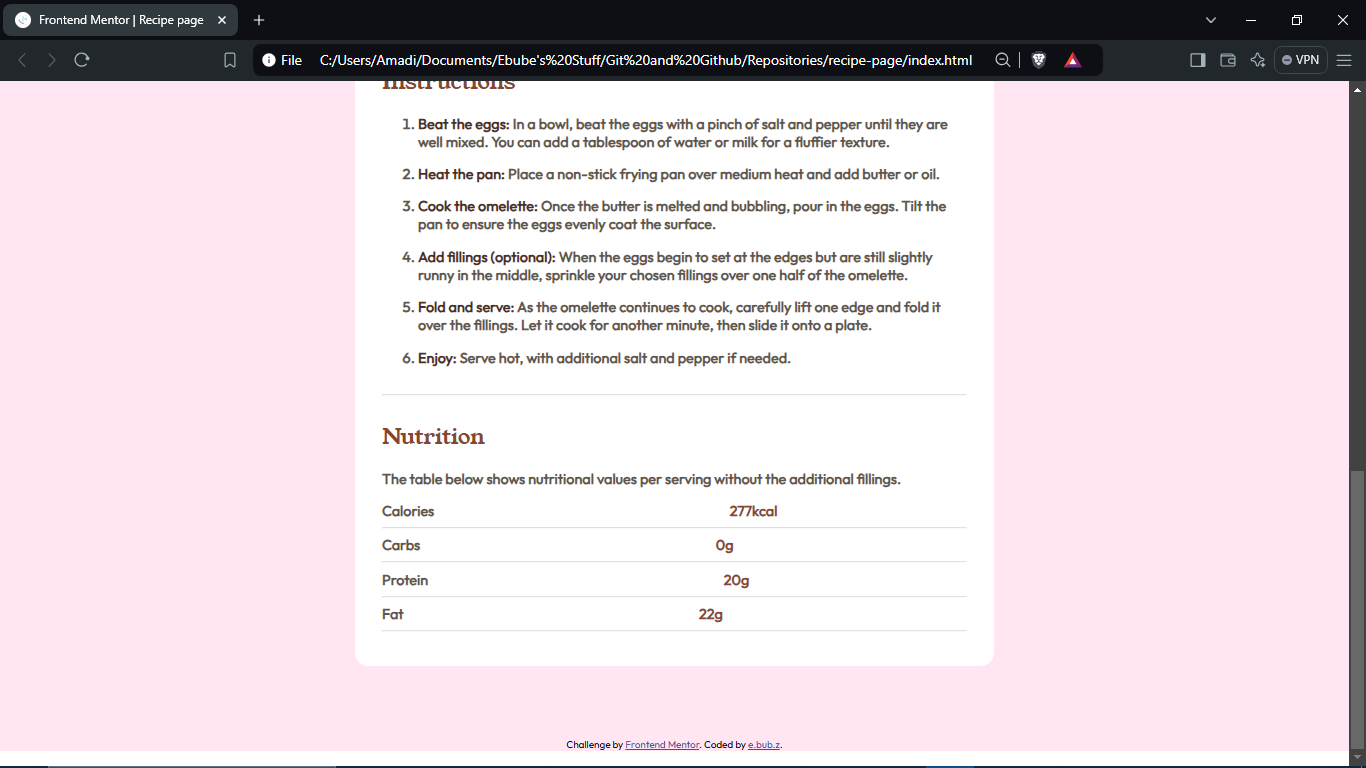 Frontend Mentor | Recipe page
File C:/Users/Amadi/Documents/Ebube's%20Stuff/Git%20and%20Github/Repositories/recipe-page/index.html
VPN
Instructions
1. Beat the eggs: In a bowl, beat the eggs with a pinch of salt and pepper until they are
well mixed. You can add a tablespoon of water or milk for a fluffier texture.
2. Heat the pan: Place a non-stick frying pan over medium heat and add butter or oil.
3. Cook the omelette: Once the butter is melted and bubbling, pour in the eggs. Tilt the
pan to ensure the eggs evenly coat the surface.
4. Add fillings (optional): When the eggs begin to set at the edges but are still slightly
runny in the middle, sprinkle your chosen fillings over one half of the omelette.
5. Fold and serve: As the omelette continues to cook, carefully lift one edge and fold it
over the fillings. Let it cook for another minute, then slide it onto a plate.
6. Enjoy: Serve hot, with additional salt and pepper if needed.
Nutrition
The table below shows nutritional values per serving without the additional fillings.
Calories 277kcal
Carbs 0g
Protein 20g
Fat 22g
Challenge by Frontend Mentor. Coded by e.bub.z.